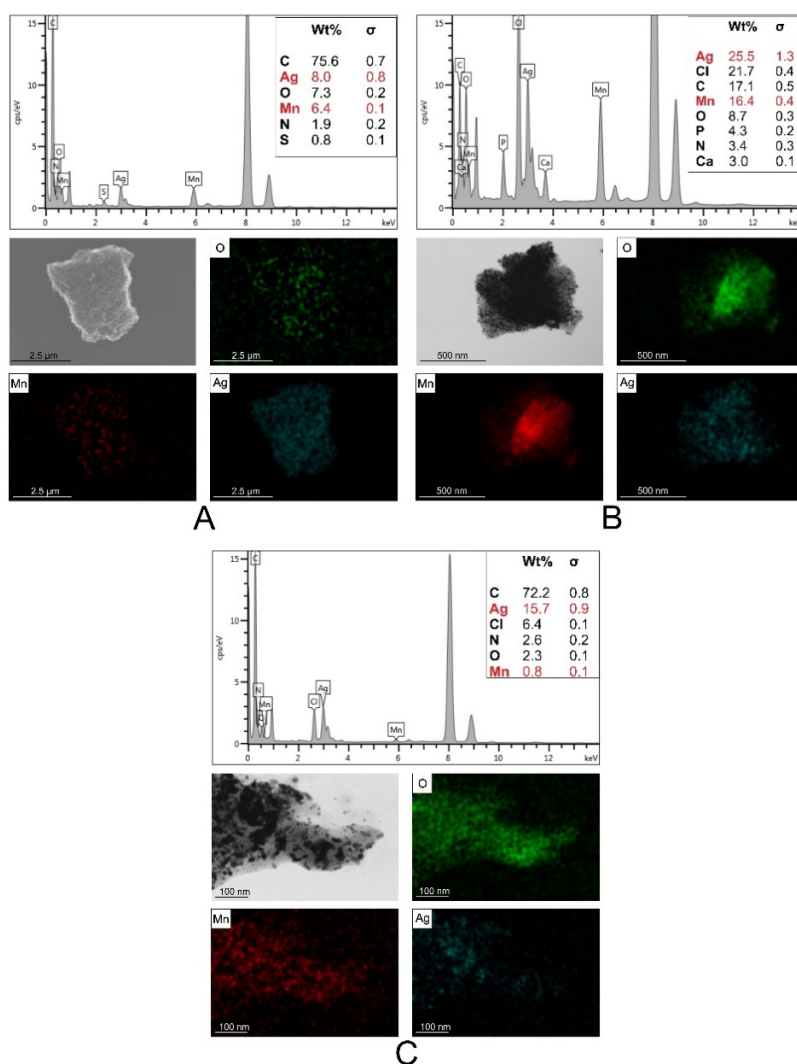 Wt% σ
C 75.6 0.7
Ag 8.0 0.8
O 7.3 0.2
Mn 6.4 0.1
N 1.9 0.2
S 0.8 0.1
15
10
5
0
cps/eV
C
O
N
Mn
S
Ag
Mn
0 2 4 6 8 10 12 keV
Wt% σ
Ag 25.5 1.3
Cl 21.7 0.4
C 17.1 0.5
Mn 16.4 0.4
O 8.7 0.3
P 4.3 0.2
N 3.4 0.3
Ca 3.0 0.1
15
10
5
0
cps/eV
Cl
C
O
Ag
Mn
N
Mn
Ca
P
Ca
0 2 4 6 8 10 12 keV
2.5 µm
O
2.5 µm
500 nm
O
500 nm
Mn
2.5 µm
Ag
2.5 µm
Mn
500 nm
Ag
500 nm
A
B
Wt% σ
C 72.2 0.8
Ag 15.7 0.9
Cl 6.4 0.1
N 2.6 0.2
O 2.3 0.1
Mn 0.8 0.1
15
10
5
0
cps/eV
C
N
Mn
O
Cl
Ag
Mn
0 2 4 6 8 10 12 keV
100 nm
O
100 nm
Mn
100 nm
Ag
100 nm
C